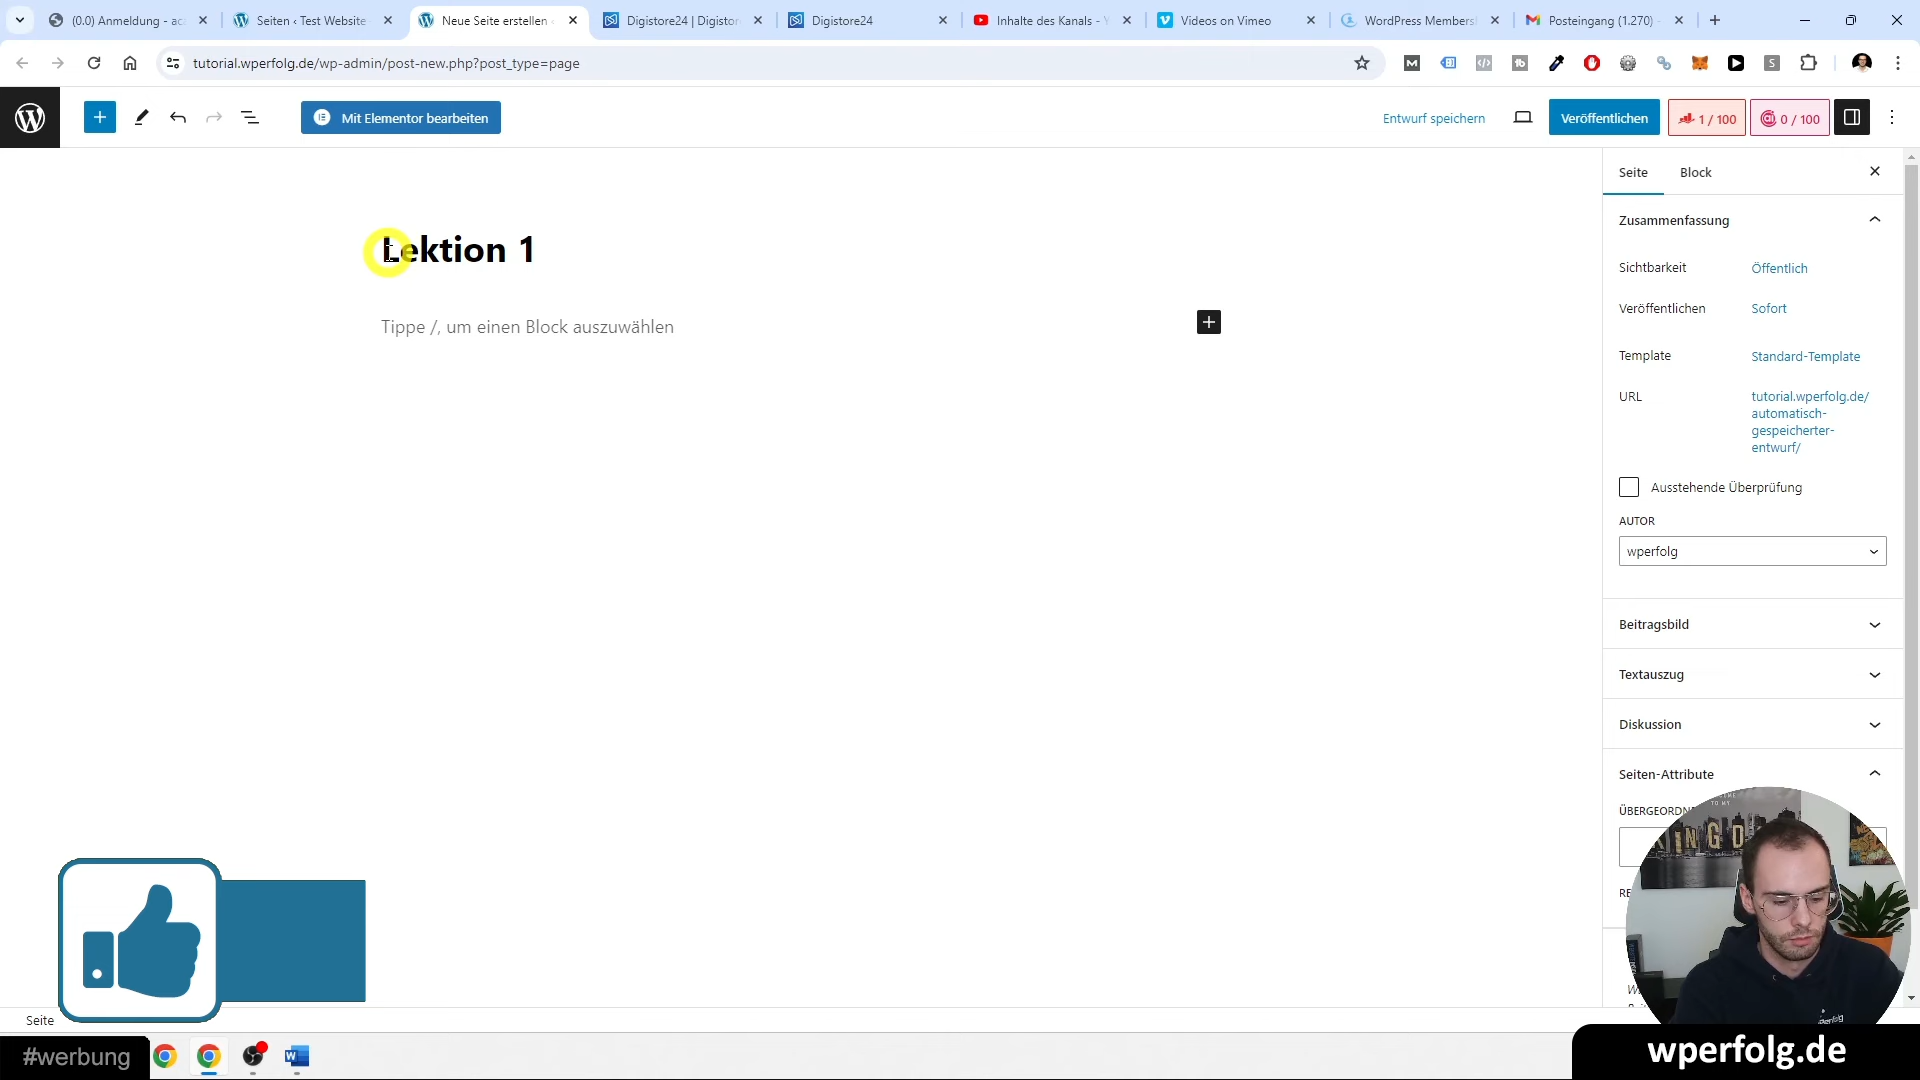 (0.0) Anmeldung - aca
Seiten ‹ Test Website
Neue Seite erstellen ‹
Digistore24 | Digiston
Digistore24
Inhalte des Kanals - Y
Videos on Vimeo
WordPress Membersh
Posteingang (1.270) -
tutorial.wperfolg.de/wp-admin/post-new.php?post_type=page
Mit Elementor bearbeiten
Entwurf speichern
Veröffentlichen
1 / 100
0 / 100
Lektion 1
Tippe /, um einen Block auszuwählen
Seite
Block
Zusammenfassung
Sichtbarkeit
Öffentlich
Veröffentlichen
Sofort
Template
Standard-Template
URL
tutorial.wperfolg.de/
automatisch-
gespeicherter-
entwurf/
Ausstehende Überprüfung
AUTOR
wperfolg
Beitragsbild
Textauszug
Diskussion
Seiten-Attribute
ÜBERGEORDN
Seite
#werbung
wperfolg.de